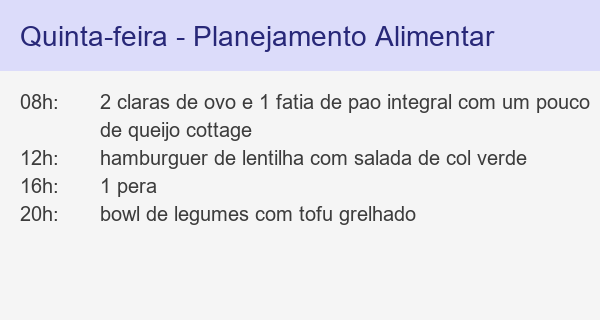 Quinta-feira - Planejamento Alimentar
08h: 2 claras de ovo e 1 fatia de pao integral com um pouco
de queijo cottage
12h: hamburguer de lentilha com salada de col verde
16h: 1 pera
20h: bowl de legumes com tofu grelhado